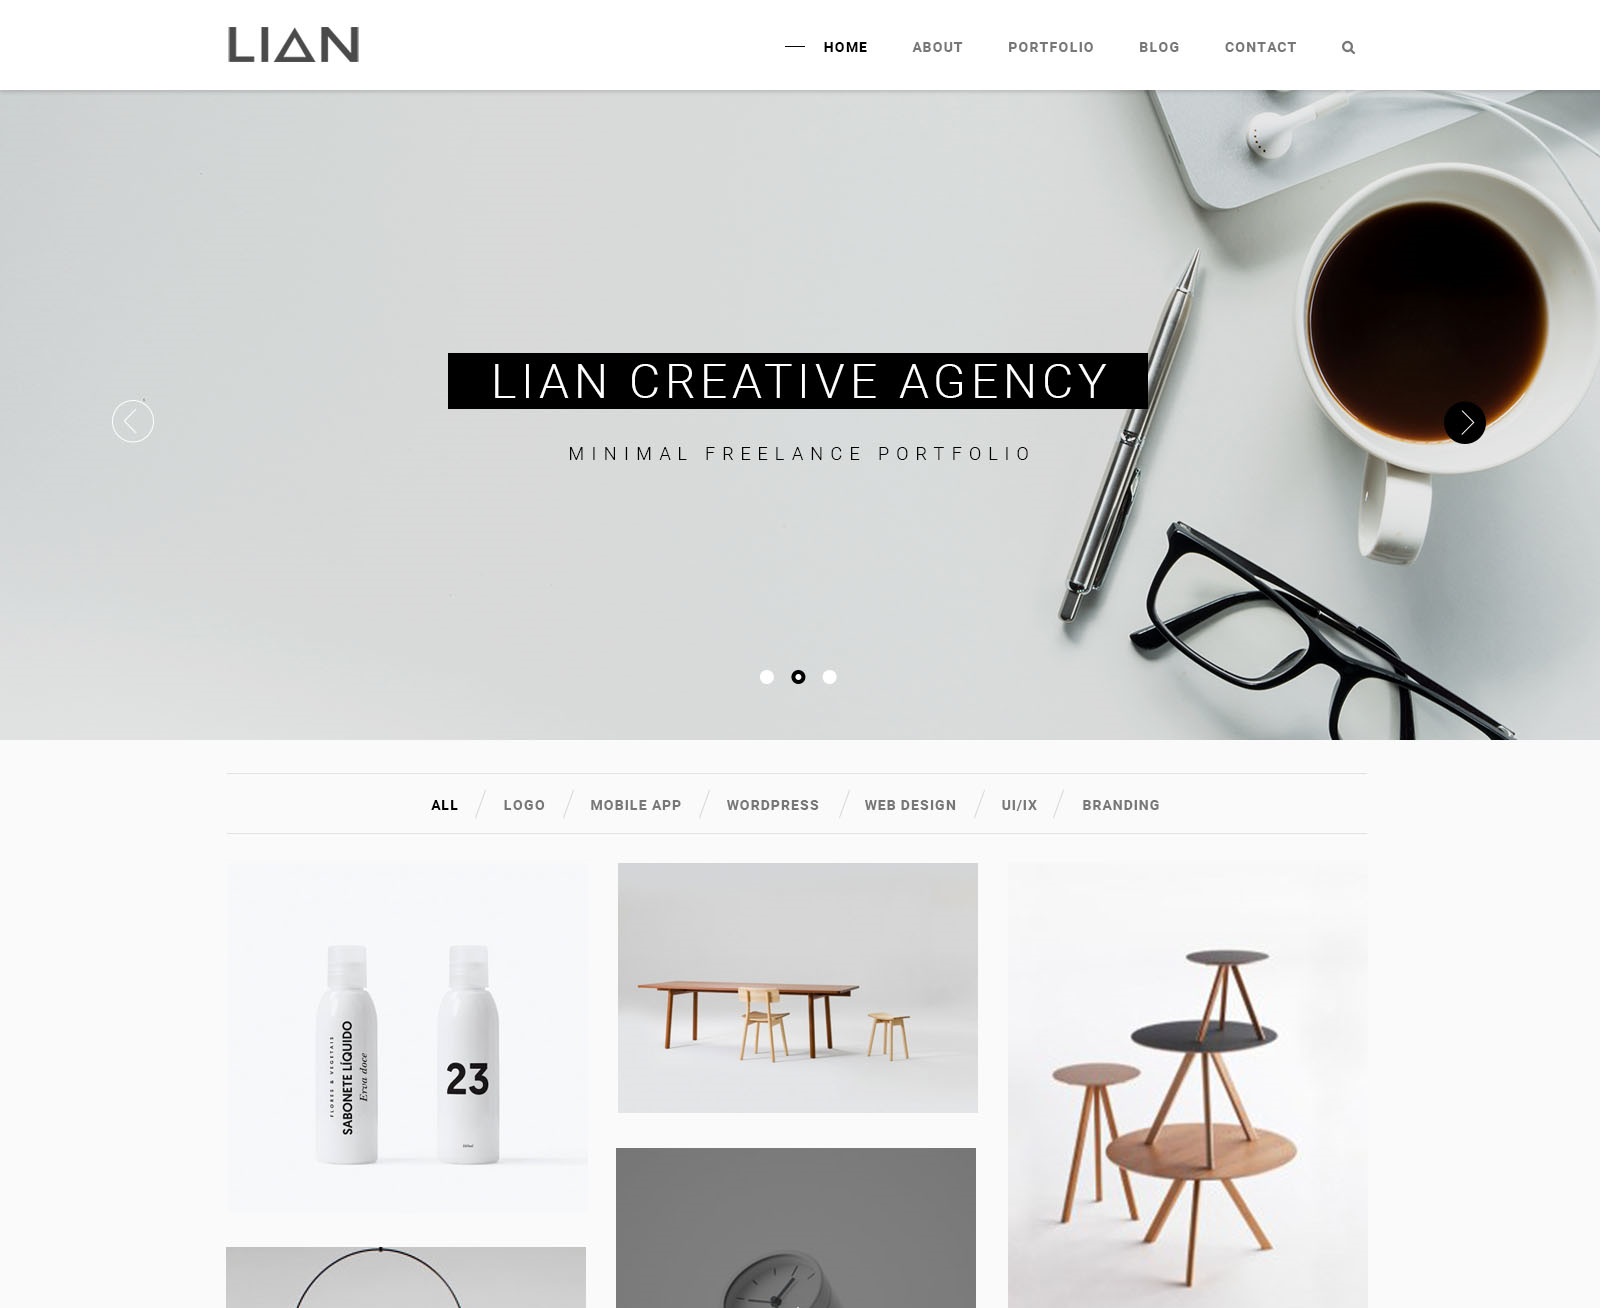 LIAN
HOME ABOUT PORTFOLIO BLOG CONTACT
LIAN CREATIVE AGENCY
MINIMAL FREELANCE PORTFOLIO
ALL LOGO MOBILE APP WORDPRESS WEB DESIGN UI/IX BRANDING
FLORES & VEGETAIS
SABONETE LÍQUIDO
Erva doce
23